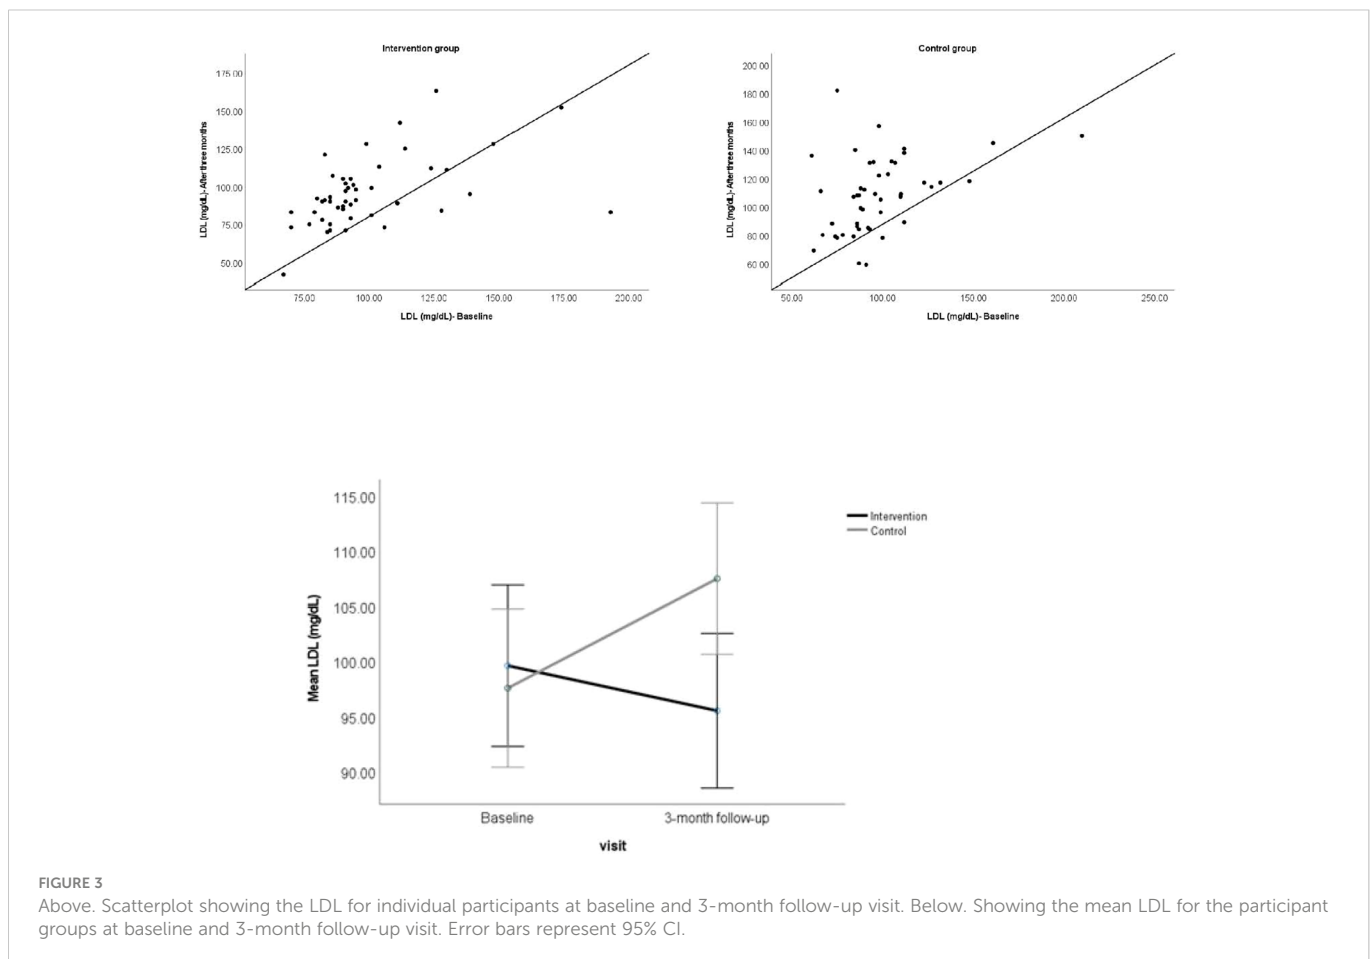 Intervention group
175.00
150.00
125.00
100.00
75.00
50.00
LDL (mg/dL)- After three months
75.00 100.00 125.00 150.00 175.00 200.00
LDL (mg/dL)- Baseline
Control group
200.00
180.00
160.00
140.00
120.00
100.00
80.00
60.00
LDL (mg/dL)- After three months
50.00 100.00 150.00 200.00 250.00
LDL (mg/dL)- Baseline
115.00
110.00
105.00
100.00
95.00
90.00
Mean LDL (mg/dL)
Baseline 3-month follow-up
visit
Intervention
Control
FIGURE 3
Above. Scatterplot showing the LDL for individual participants at baseline and 3-month follow-up visit. Below. Showing the mean LDL for the participant
groups at baseline and 3-month follow-up visit. Error bars represent 95% CI.